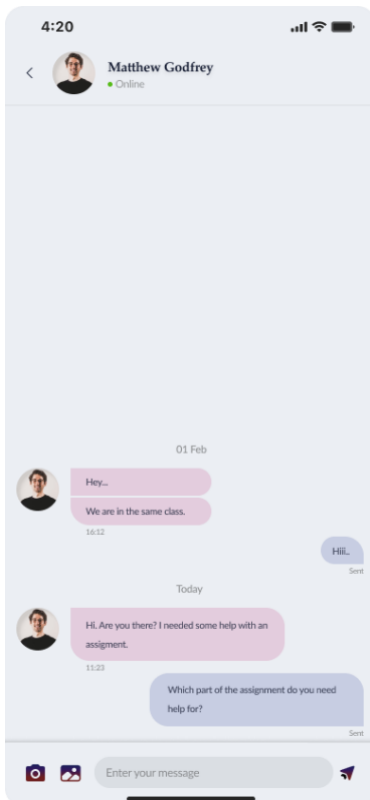 4:20
Matthew Godfrey
Online
01 Feb
Hey...
We are in the same class.
16:12
Hiii..
Sent
Today
Hi. Are you there? I needed some help with an
assigment.
11:23
Which part of the assignment do you need
help for?
Sent
Enter your message